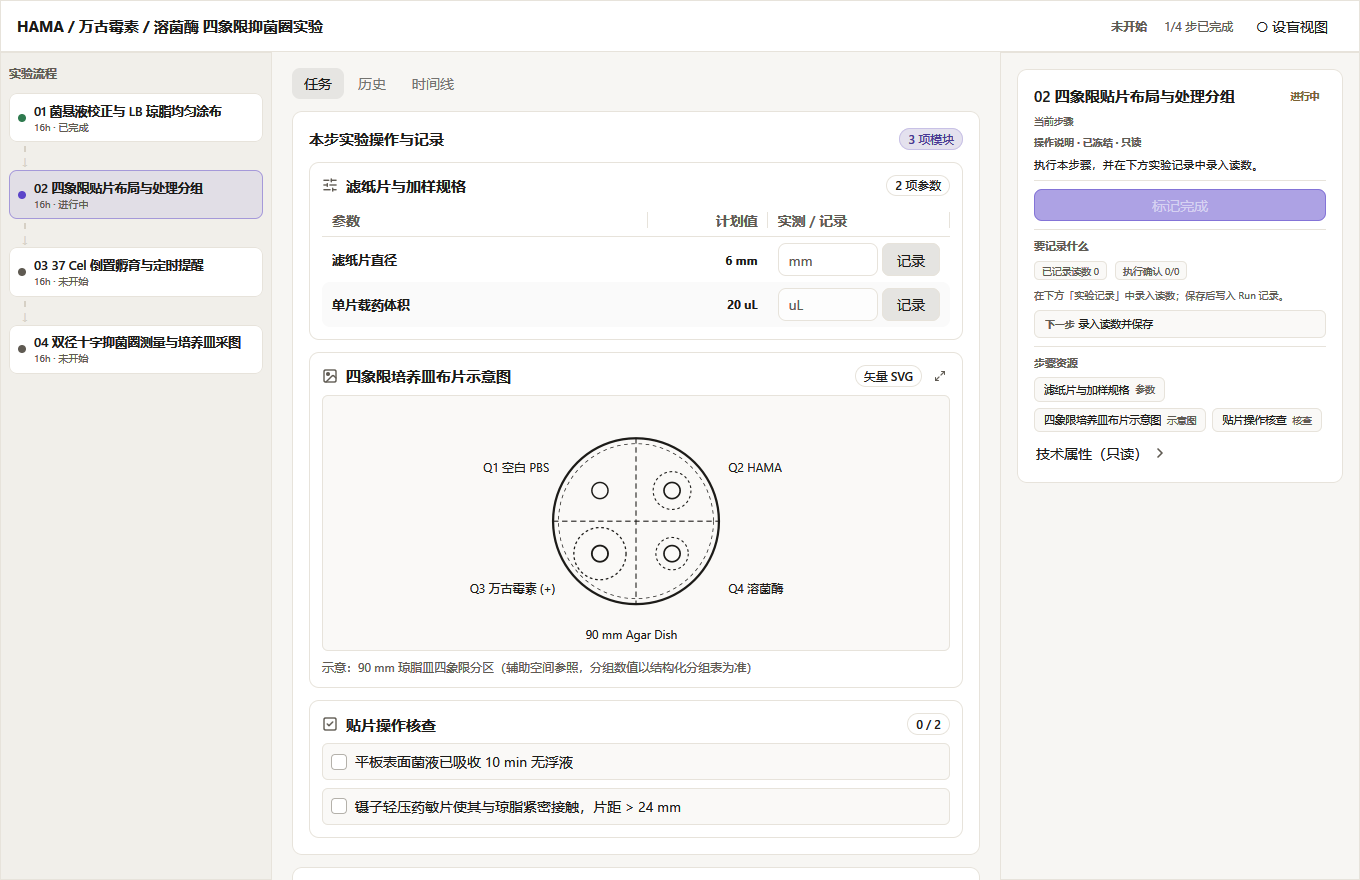 HAMA / 万古霉素 / 溶菌酶 四象限抑菌圈实验
未开始 1/4 步已完成 设盲视图
实验流程
01 菌悬液校正与 LB 琼脂均匀涂布
16h · 已完成
02 四象限贴片布局与处理分组
16h · 进行中
03 37 Cel 倒置孵育与定时提醒
16h · 未开始
04 双径十字抑菌圈测量与培养皿采图
16h · 未开始
任务 历史 时间线
本步实验操作与记录
3 项模块
滤纸片与加样规格
2 项参数
参数 计划值 实测 / 记录
滤纸片直径 6 mm mm 记录
单片载药体积 20 uL uL 记录
四象限培养皿布片示意图
矢量 SVG
Q1 空白 PBS
Q2 HAMA
Q3 万古霉素 (+)
Q4 溶菌酶
90 mm Agar Dish
示意：90 mm 琼脂皿四象限分区（辅助空间参照，分组数值以结构化分组表为准）
贴片操作核查
0 / 2
平板表面菌液已吸收 10 min 无浮液
镊子轻压药敏片使其与琼脂紧密接触，片距 > 24 mm
02 四象限贴片布局与处理分组
进行中
当前步骤
操作说明 · 已冻结 · 只读
执行本步骤，并在下方实验记录中录入读数。
标记完成
要记录什么
已记录读数 0 执行确认 0/0
在下方「实验记录」中录入读数；保存后写入 Run 记录。
下一步 录入读数并保存
步骤资源
滤纸片与加样规格 参数
四象限培养皿布片示意图 示意图 贴片操作核查 核查
技术属性（只读）